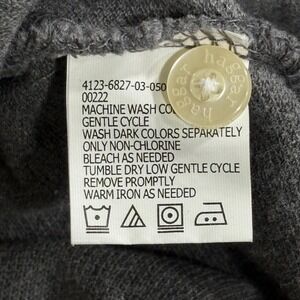 4123-6827-03-050
00222
MACHINE WASH CO
GENTLE CYCLE
WASH DARK COLORS SEPARATELY
ONLY NON-CHLORINE
BLEACH AS NEEDED
TUMBLE DRY LOW GENTLE CYCLE
REMOVE PROMPTLY
WARM IRON AS NEEDED
haggar haggar